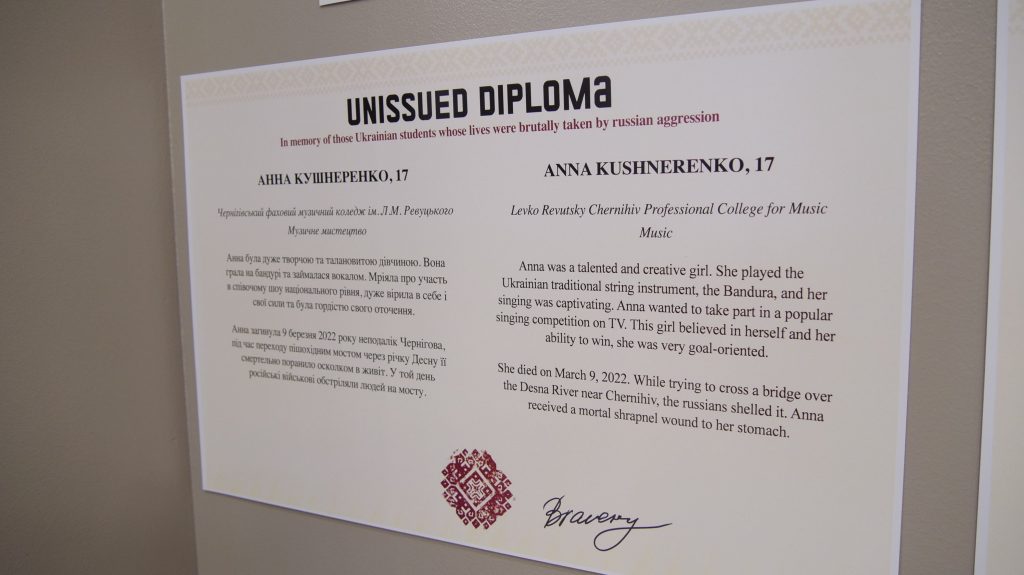 UNISSUED DIPLOMA
In memory of those Ukrainian students whose lives were brutally taken by russian aggression
АННА КУШНЕРЕНКО, 17
Чернігівський фаховий музичний коледж ім. Л.М. Ревуцького
Музичне мистецтво
Анна була дуже творчою та талановитою дівчиною. Вона
грала на бандурі та займалася вокалом. Мріяла про участь
в співочому шоу національного рівня, дуже вірила в себе і
свої сили та була гордістю свого оточення.
Анна загинула 9 березня 2022 року неподалік Чернігова,
під час переходу пішохідним мостом через річку Десну її
смертельно поранило осколком в живіт. У той день
російські військові обстріляли людей на мосту.
ANNA KUSHNERENKO, 17
Levko Revutsky Chernihiv Professional College for Music
Music
Anna was a talented and creative girl. She played the
Ukrainian traditional string instrument, the Bandura, and her
singing was captivating. Anna wanted to take part in a popular
singing competition on TV. This girl believed in herself and her
ability to win, she was very goal-oriented.
She died on March 9, 2022. While trying to cross a bridge over
the Desna River near Chernihiv, the russians shelled it. Anna
received a mortal shrapnel wound to her stomach.
Bravery